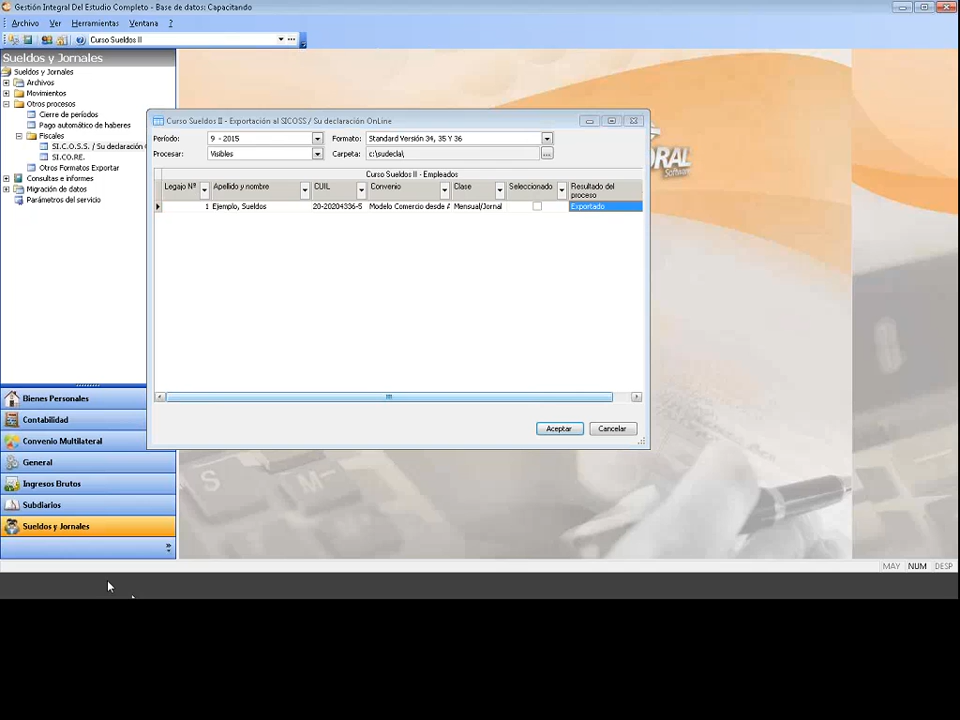 Gestión Integral Del Estudio Completo - Base de datos: Capacitando
Archivo Ver Herramientas Ventana ?
Curso Sueldos II
Sueldos y Jornales
Sueldos y Jornales
Archivos
Movimientos
Otros procesos
Cierre de períodos
Pago automático de haberes
Fiscales
SI.C.O.S.S. / Su declaración
SI.CO.RE.
Otros Formatos Exportar
Consultas e informes
Migración de datos
Parámetros del servicio
Curso Sueldos II - Exportación al SICOSS / Su declaración OnLine
Período: 9 - 2015 Formato: Standard Versión 34, 35 Y 36
Procesar: Visibles Carpeta: c:\sudecla\
Curso Sueldos II - Empleados
Legajo Nº Apellido y nombre CUIL Convenio Clase Seleccionado Resultado del proceso
1 Ejemplo, Sueldos 20-20204336-5 Modelo Comercio desde A Mensual/Jornal Exportado
Aceptar Cancelar
Bienes Personales
Contabilidad
Convenio Multilateral
General
Ingresos Brutos
Subdiarios
Sueldos y Jornales
RAL
Software
S M
MAY NUM DESP